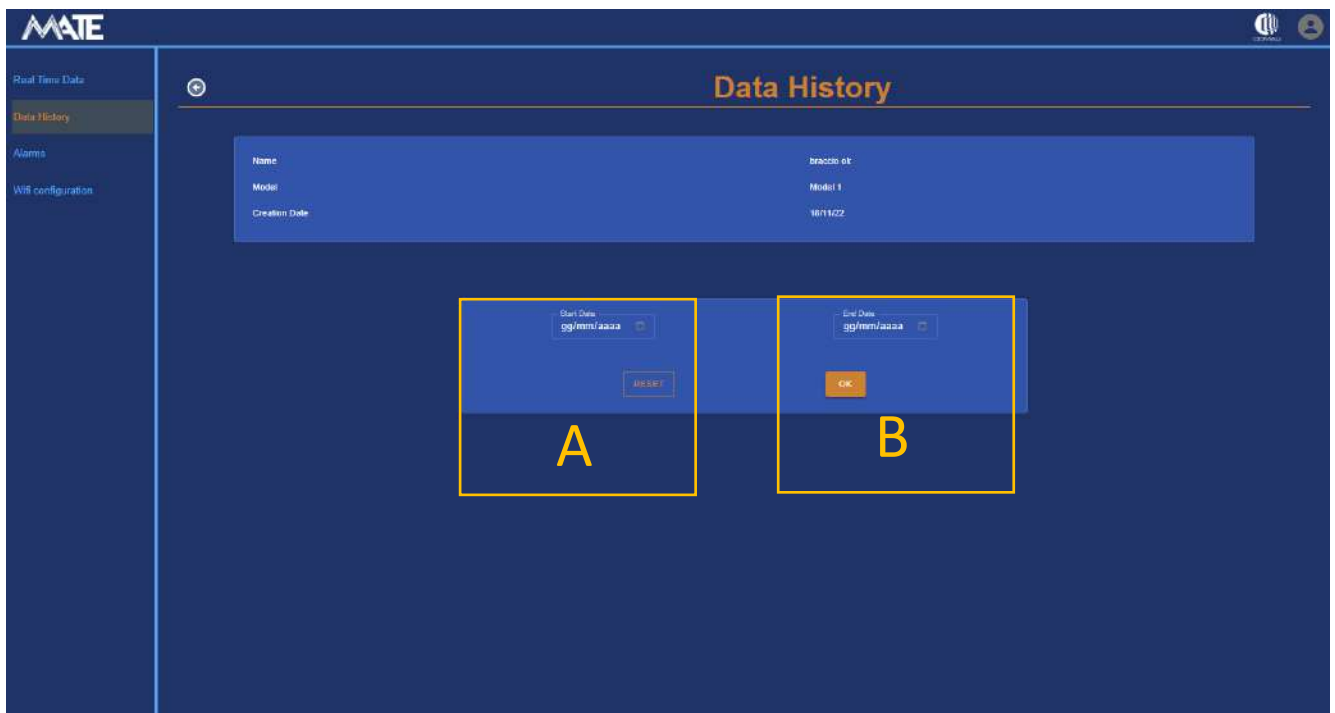 MATE
Real Time Data
Data History
Data History
Alarms
Wifi configuration
Name braccio ok
Model Model 1
Creation Date 18/11/22
Start Date End Date
gg/mm/aaaa gg/mm/aaaa
RESET OK
A B